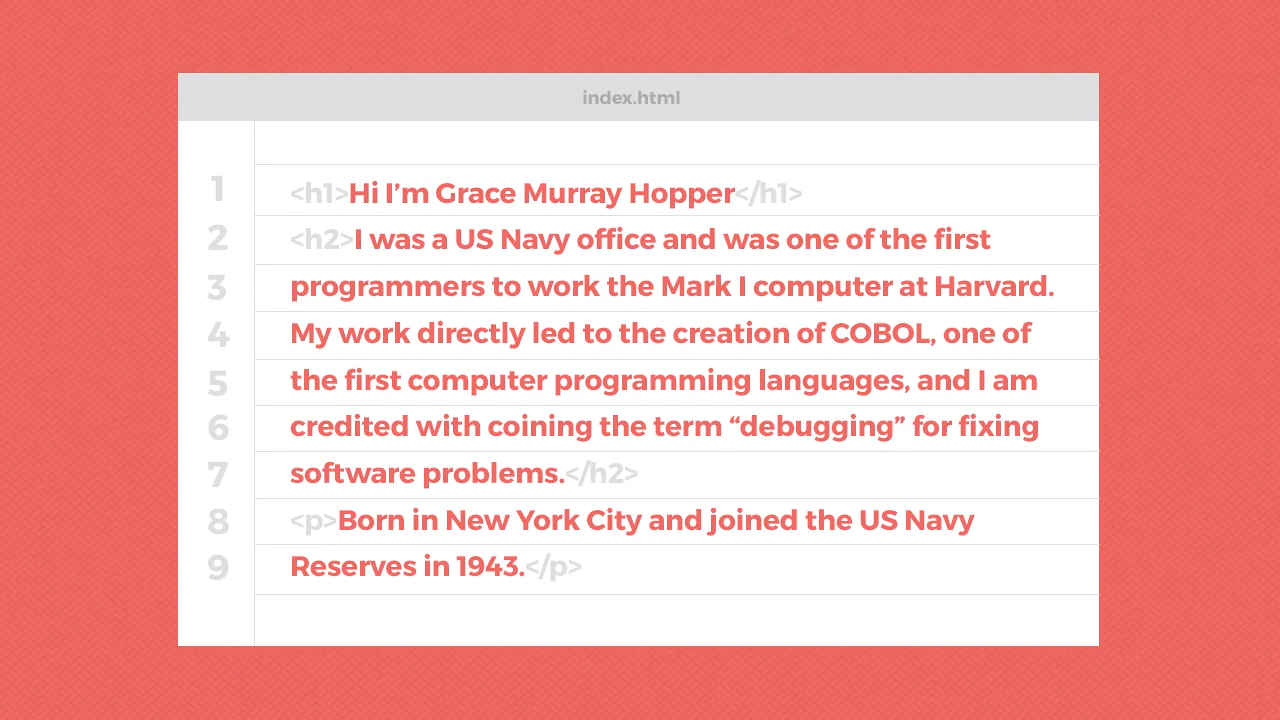 index.html
1 <h1>Hi I’m Grace Murray Hopper</h1>
2 <h2>I was a US Navy office and was one of the first
3 programmers to work the Mark I computer at Harvard.
4 My work directly led to the creation of COBOL, one of
5 the first computer programming languages, and I am
6 credited with coining the term “debugging” for fixing
7 software problems.</h2>
8 <p>Born in New York City and joined the US Navy
9 Reserves in 1943.</p>